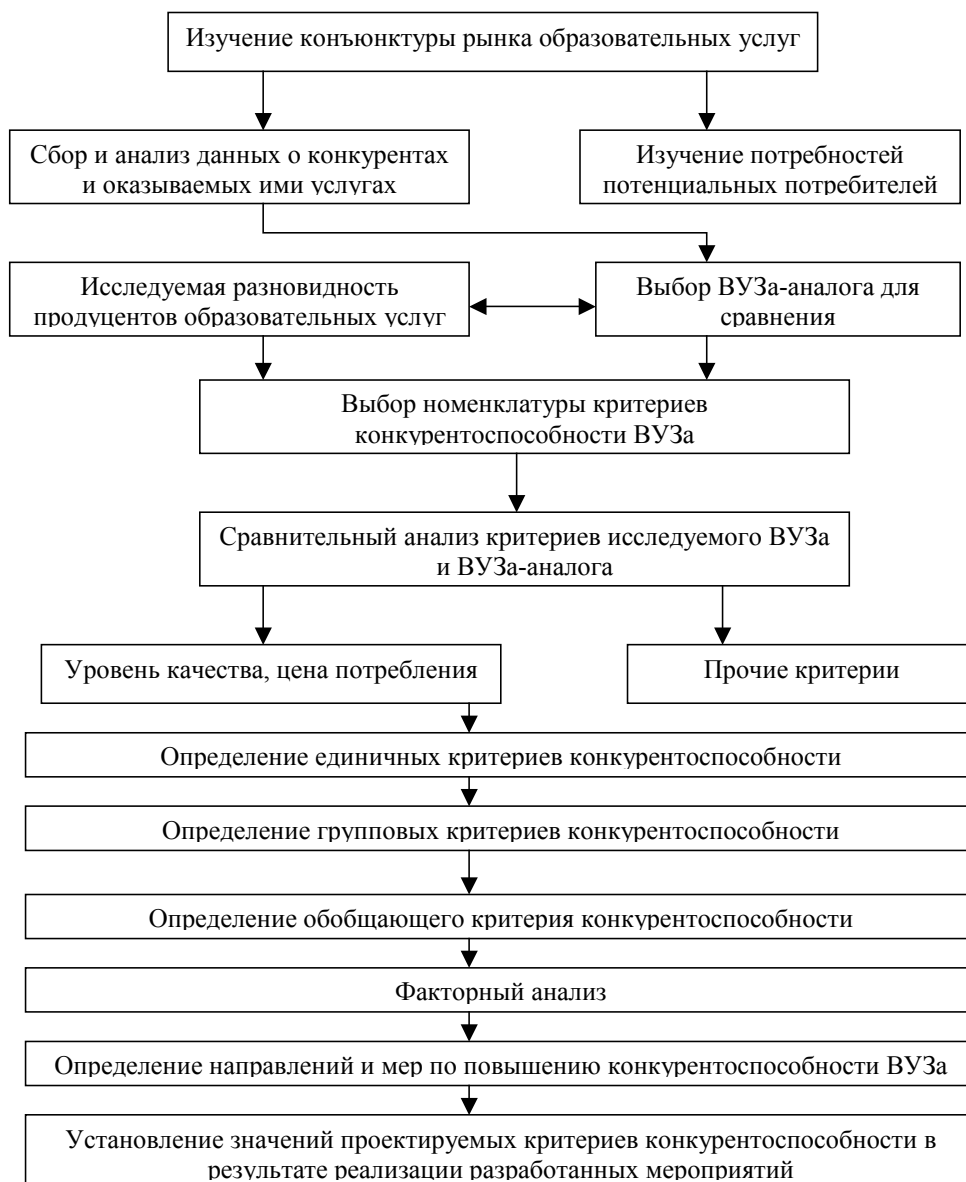 Изучение конъюнктуры рынка образовательных услуг
Сбор и анализ данных о конкурентах
и оказываемых ими услугах
Изучение потребностей
потенциальных потребителей
Исследуемая разновидность
продуцентов образовательных услуг
Выбор ВУЗа-аналога для
сравнения
Выбор номенклатуры критериев
конкурентоспособности ВУЗа
Сравнительный анализ критериев исследуемого ВУЗа
и ВУЗа-аналога
Уровень качества, цена потребления
Прочие критерии
Определение единичных критериев конкурентоспособности
Определение групповых критериев конкурентоспособности
Определение обобщающего критерия конкурентоспособности
Факторный анализ
Определение направлений и мер по повышению конкурентоспособности ВУЗа
Установление значений проектируемых критериев конкурентоспособности в
результате реализации разработанных мероприятий